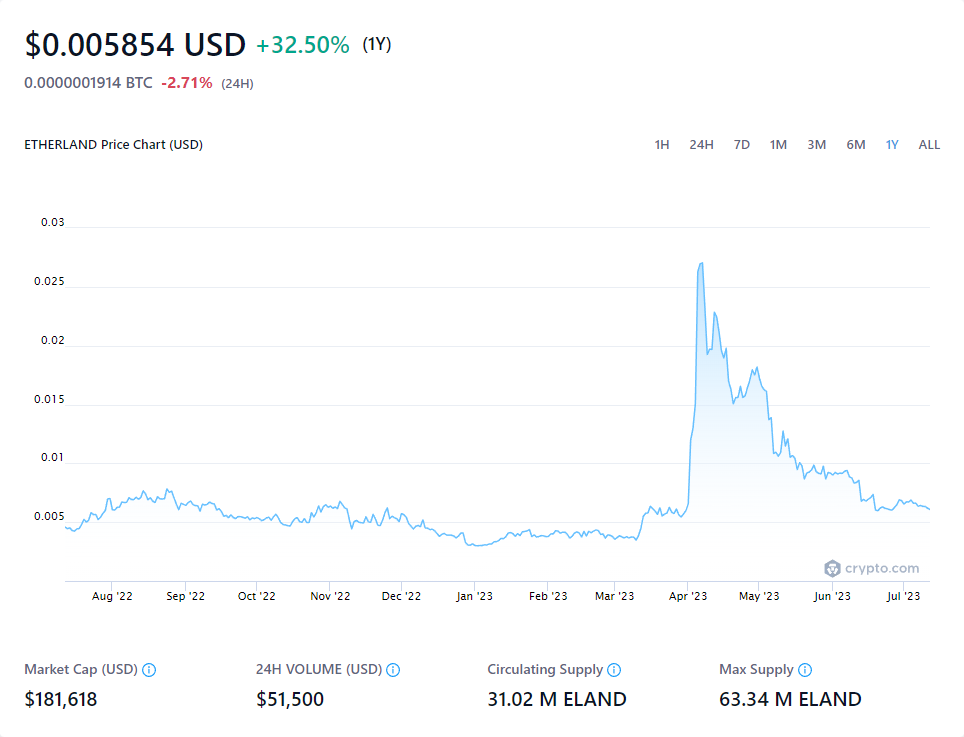 $0.005854 USD +32.50% (1Y)
0.0000001914 BTC -2.71% (24H)
ETHERLAND Price Chart (USD) 1H 24H 7D 1M 3M 6M 1Y ALL
0.03
0.025
0.02
0.015
0.01
0.005
crypto.com
Aug '22 Sep '22 Oct '22 Nov '22 Dec '22 Jan '23 Feb '23 Mar '23 Apr '23 May '23 Jun '23 Jul '23
Market Cap (USD) 24H VOLUME (USD) Circulating Supply Max Supply
$181,618 $51,500 31.02 M ELAND 63.34 M ELAND